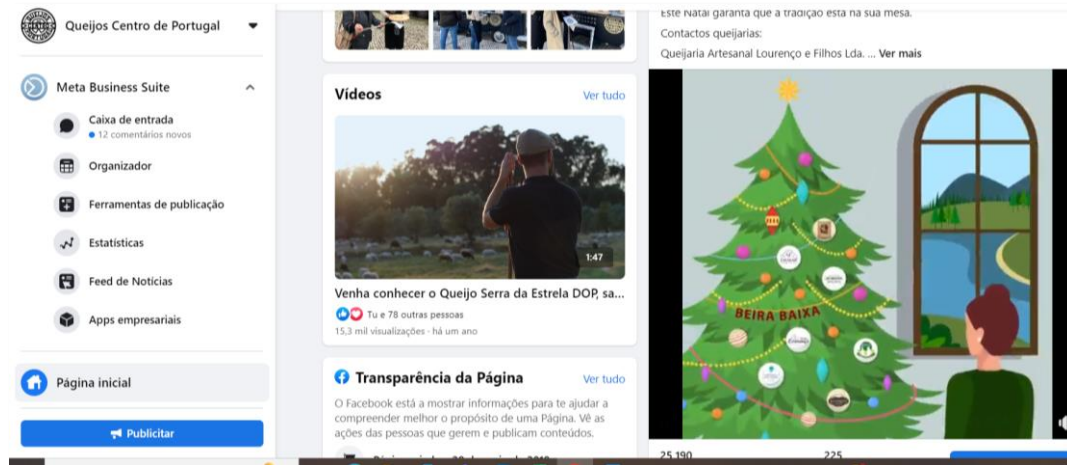 Queijos Centro de Portugal
Meta Business Suite
Caixa de entrada
12 comentários novos
Organizador
Ferramentas de publicação
Estatísticas
Feed de Notícias
Apps empresariais
Página inicial
Publicitar
Vídeos
Ver tudo
1:47
Venha conhecer o Queijo Serra da Estrela DOP, sa...
Tu e 78 outras pessoas
15,3 mil visualizações · há um ano
Transparência da Página
Ver tudo
O Facebook está a mostrar informações para te ajudar a
compreender melhor o propósito de uma Página. Vê as
ações das pessoas que gerem e publicam conteúdos.
Este Natal garanta que a tradição está na sua mesa.
Contactos queijarias:
Queijaria Artesanal Lourenço e Filhos Lda. ... Ver mais
BEIRA BAIXA
25 190
225